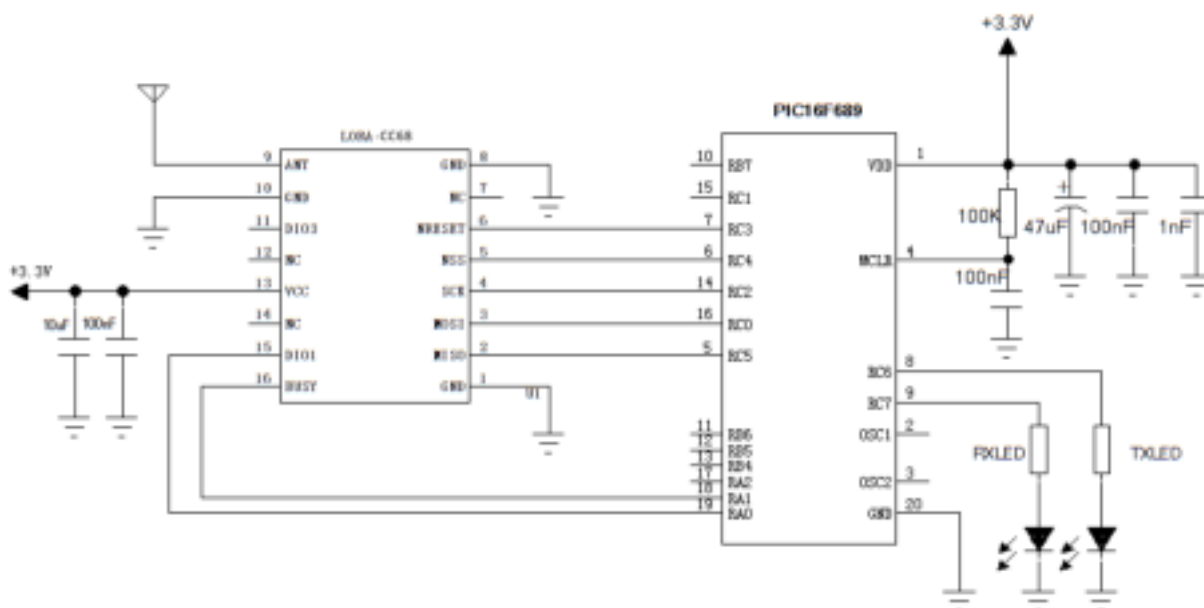 +3.3V
PIC16F689
LORA-CC68
9 ANT GND 8
10 GND NC 7
11 DIO3 NRESET 6
12 NC NSS 5
13 VCC SCK 4
14 NC MOSI 3
15 DIO1 MISO 2
16 BUSY GND 1
U1
+3.3V
10uF 100nF
10 RB7 VDD 1
15 RC1
7 RC3
6 RC4 MCLR 4
14 RC2
16 RC0
5 RC5
RC6 8
RC7 9
11 RB6 OSC1 2
12 RB5
13 RB4
17 RA2 OSC2 3
18 RA1
19 RA0 GND 20
100K
+
47uF 100nF 1nF
100nF
RXLED TXLED